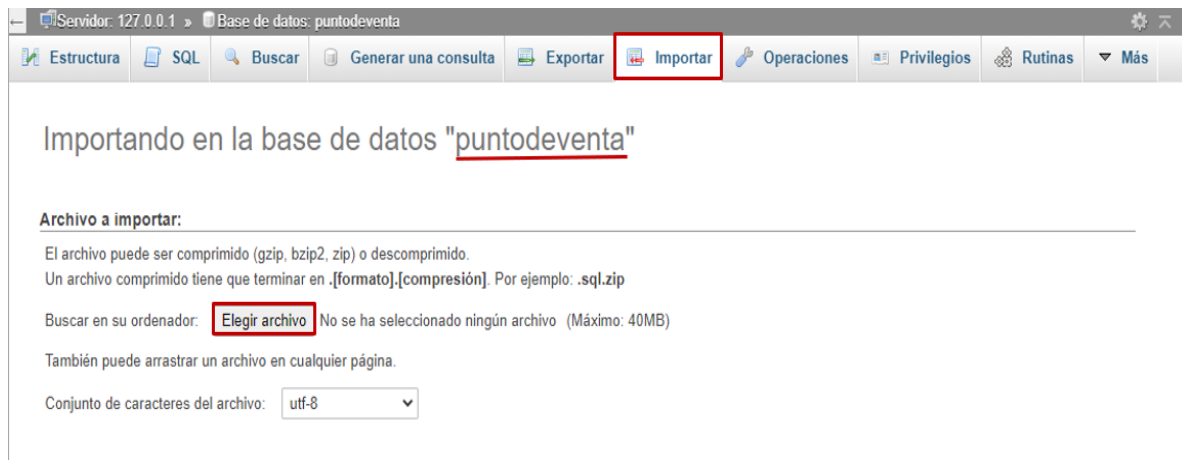 Servidor: 127.0.0.1 » Base de datos: puntodeventa
Estructura SQL Buscar Generar una consulta Exportar Importar Operaciones Privilegios Rutinas Más
Importando en la base de datos "puntodeventa"
Archivo a importar:
El archivo puede ser comprimido (gzip, bzip2, zip) o descomprimido.
Un archivo comprimido tiene que terminar en .[formato].[compresión]. Por ejemplo: .sql.zip
Buscar en su ordenador: Elegir archivo No se ha seleccionado ningún archivo (Máximo: 40MB)
También puede arrastrar un archivo en cualquier página.
Conjunto de caracteres del archivo: utf-8